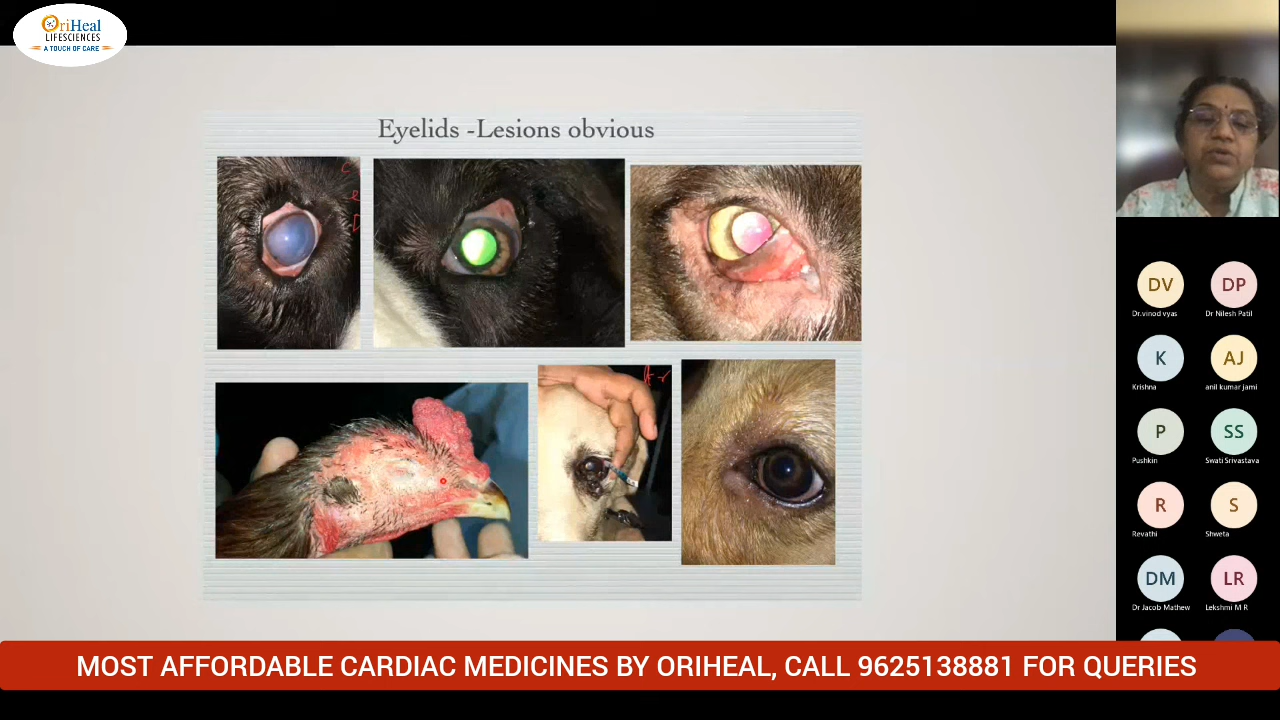 OriHeal
LIFESCIENCES
A TOUCH OF CARE
Eyelids -Lesions obvious
DV
DP
Dr.vinod vyas
Dr Nilesh Patil
K
AJ
Krishna
anil kumar jami
P
SS
Pushkin
Swati Srivastava
R
S
Revathi
Shweta
DM
LR
Dr Jacob Mathew
Lekshmi M R
MOST AFFORDABLE CARDIAC MEDICINES BY ORIHEAL, CALL 9625138881 FOR QUERIES